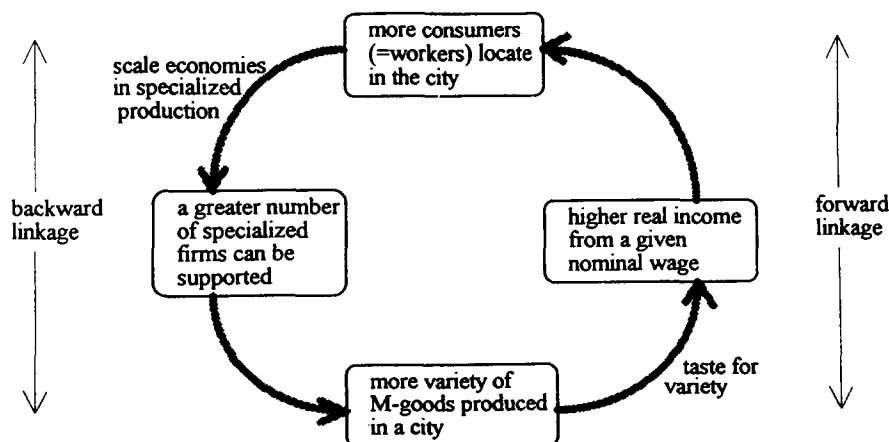 more consumers
(=workers) locate
in the city
scale economies
in specialized
production
backward
linkage
a greater number
of specialized
firms can be
supported
higher real income
from a given
nominal wage
forward
linkage
taste for
variety
more variety of
M-goods produced
in a city